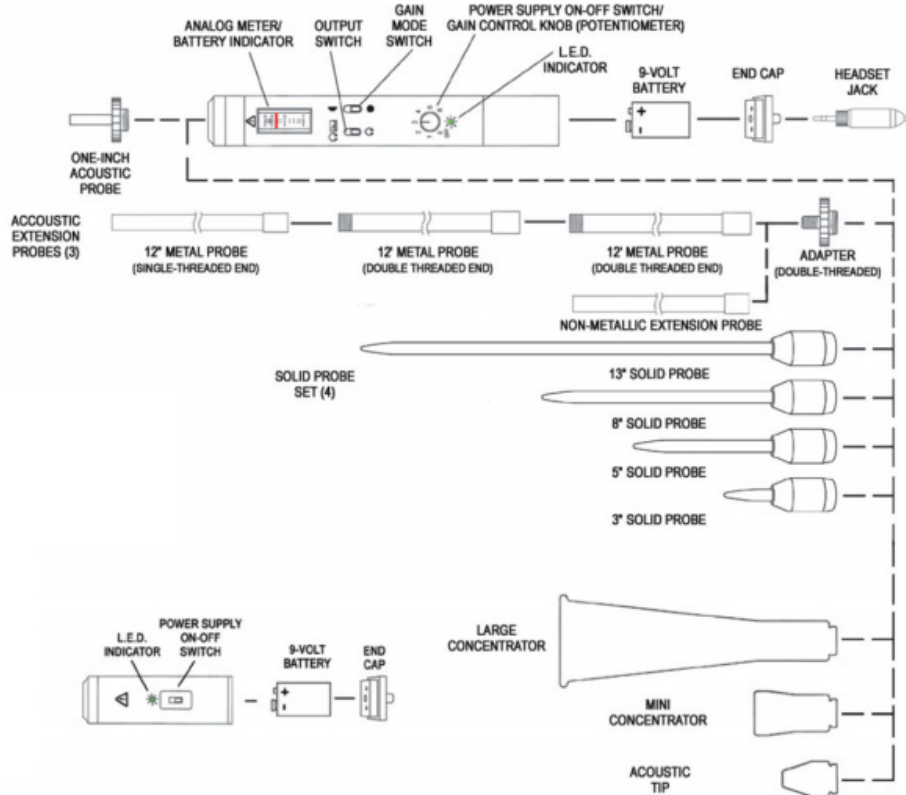 ANALOG METER/
BATTERY INDICATOR
OUTPUT
SWITCH
GAIN
MODE
SWITCH
POWER SUPPLY ON-OFF SWITCH/
GAIN CONTROL KNOB (POTENTIOMETER)
L.E.D.
INDICATOR
9-VOLT
BATTERY
END CAP
HEADSET
JACK
ONE-INCH
ACOUSTIC
PROBE
ACCOUSTIC
EXTENSION
PROBES (3)
12" METAL PROBE
(SINGLE-THREADED END)
12' METAL PROBE
(DOUBLE THREADED END)
12' METAL PROBE
(DOUBLE THREADED END)
ADAPTER
(DOUBLE-THREADED)
NON-METALLIC EXTENSION PROBE
SOLID PROBE
SET (4)
13" SOLID PROBE
8" SOLID PROBE
5" SOLID PROBE
3" SOLID PROBE
LARGE
CONCENTRATOR
MINI
CONCENTRATOR
ACOUSTIC
TIP
L.E.D.
INDICATOR
POWER SUPPLY
ON-OFF
SWITCH
9-VOLT
BATTERY
END
CAP